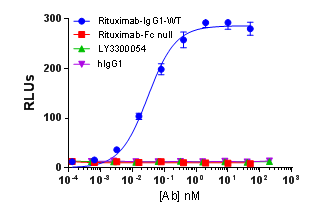 300
200
100
0
RLUs
Rituximab-IgG1-WT
Rituximab-Fc null
LY3300054
hIgG1
10-4 10-3 10-2 10-1 100 101 102 103
[Ab] nM